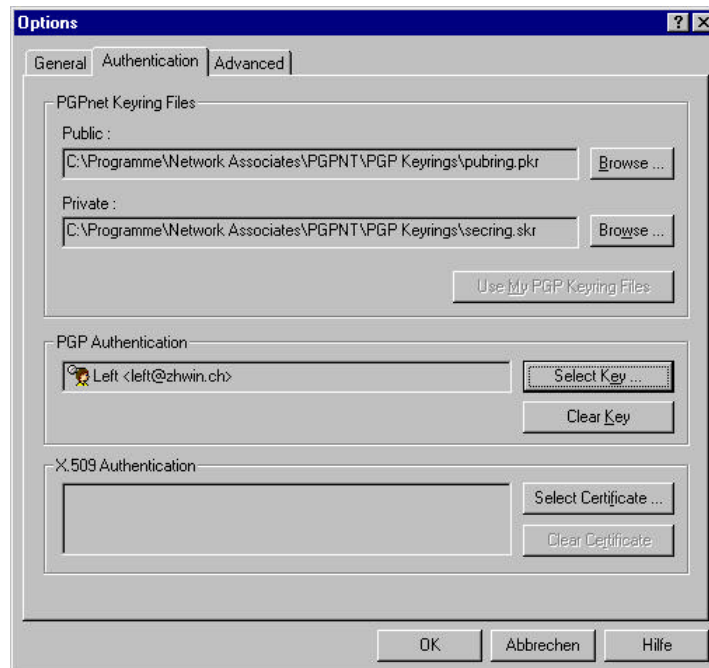 Options
General Authentication Advanced
PGPnet Keyring Files
Public :
C:\Programme\Network Associates\PGPNT\PGP Keyrings\pubring.pkr Browse ...
Private :
C:\Programme\Network Associates\PGPNT\PGP Keyrings\secring.skr Browse ...
Use My PGP Keyring Files
PGP Authentication
Left <left@zhwin.ch> Select Key ...
Clear Key
X.509 Authentication
Select Certificate ...
Clear Certificate
OK Abbrechen Hilfe